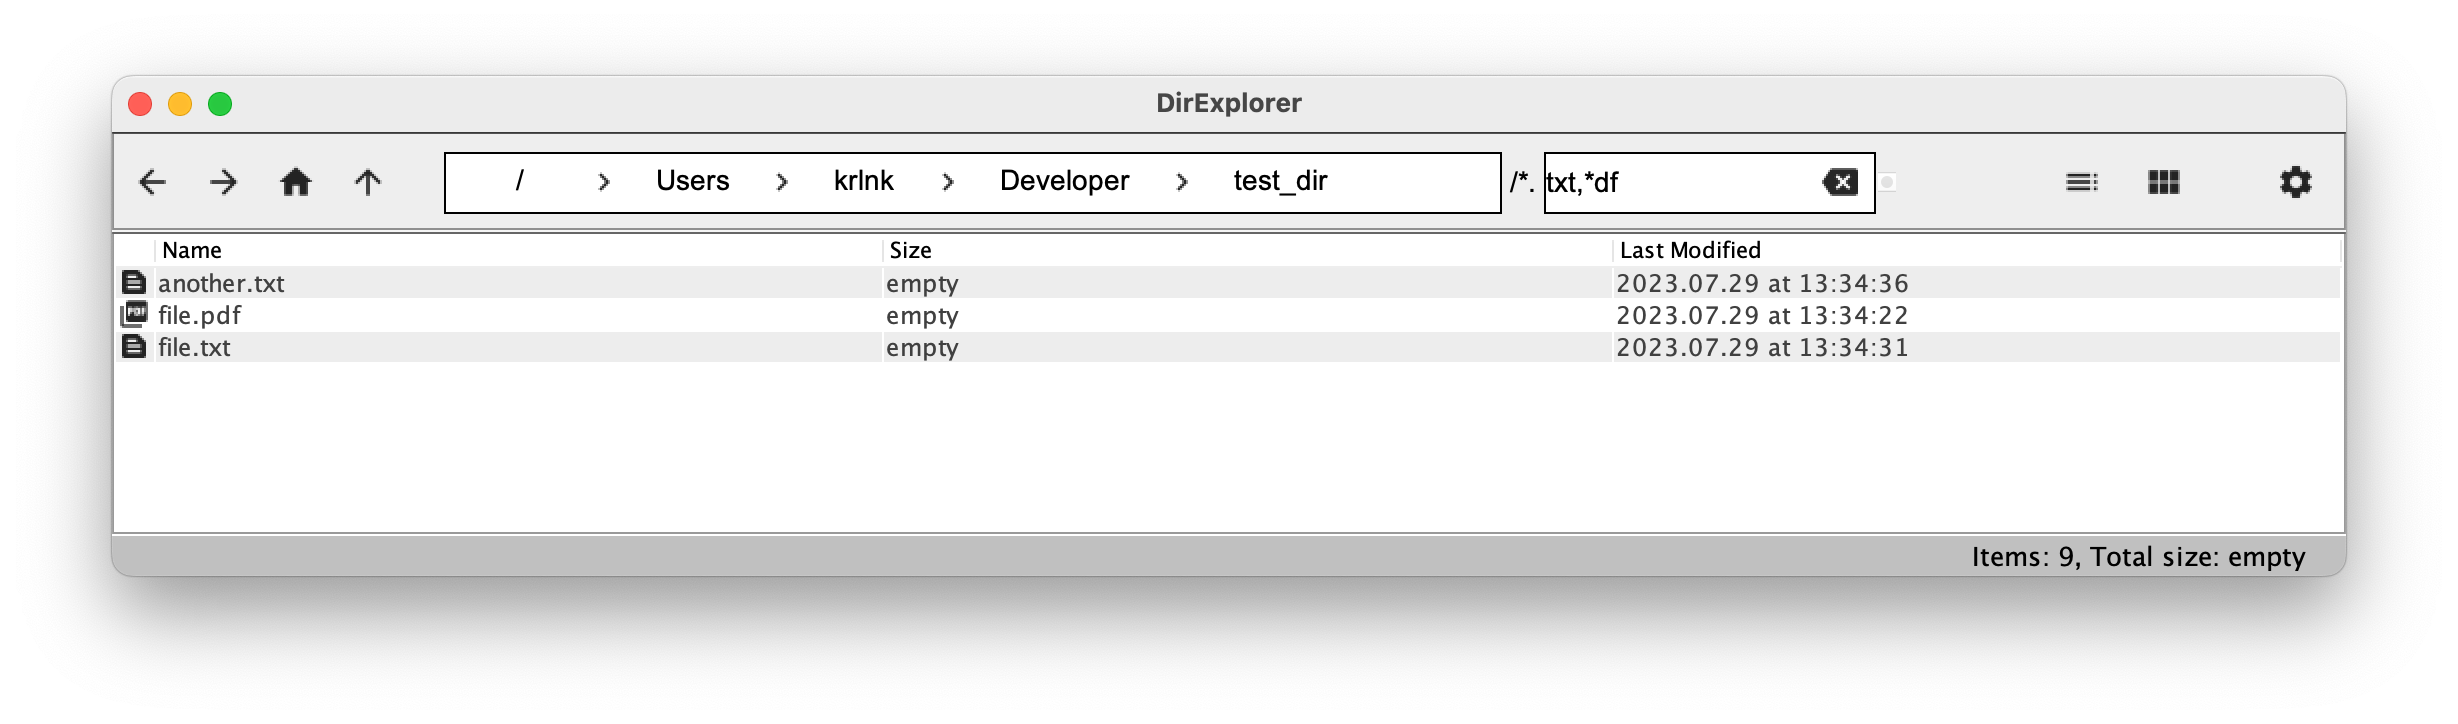 DirExplorer
/ > Users > krlnk > Developer > test_dir /*. txt,*df
Name Size Last Modified
another.txt empty 2023.07.29 at 13:34:36
PDF file.pdf empty 2023.07.29 at 13:34:22
file.txt empty 2023.07.29 at 13:34:31
Items: 9, Total size: empty